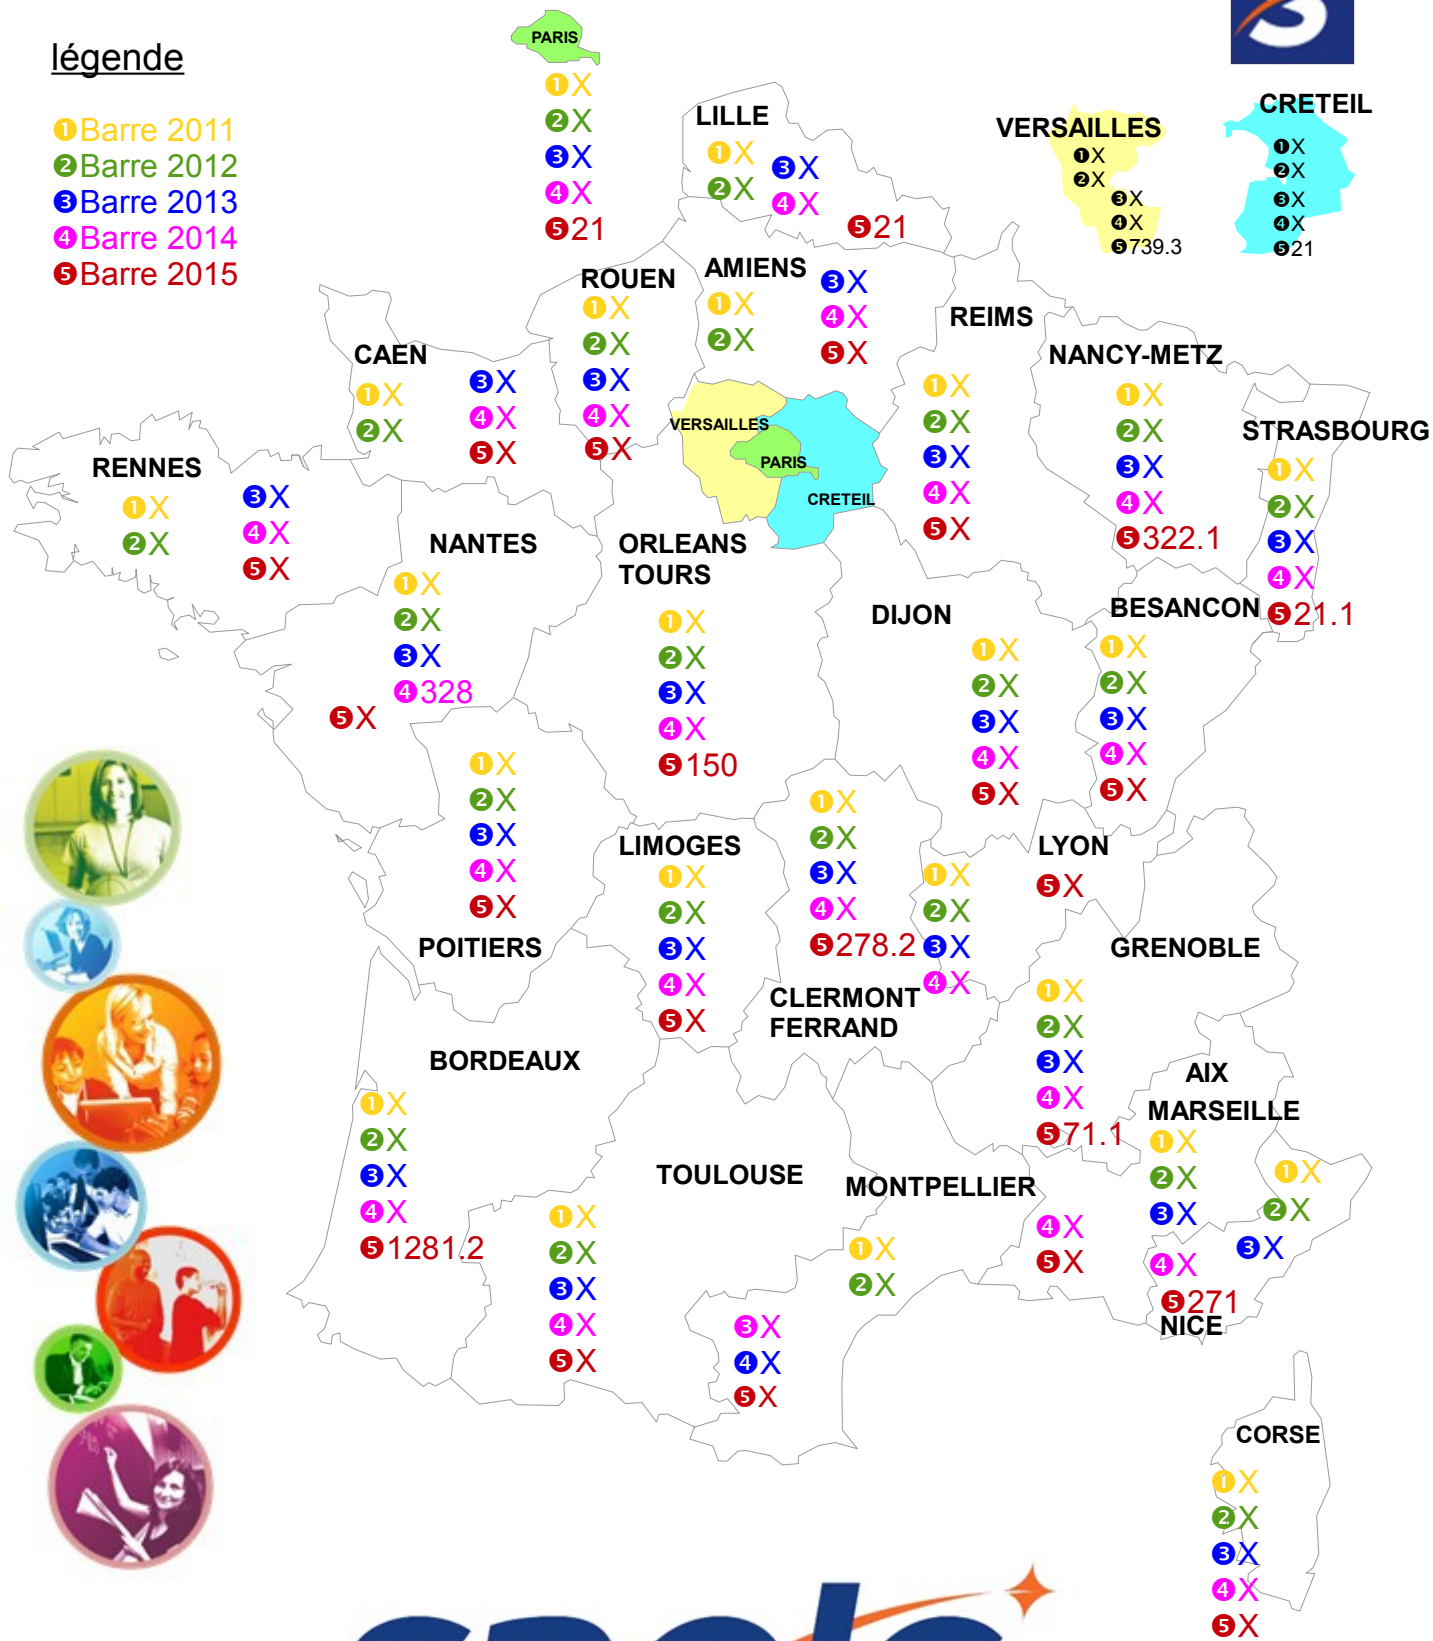 légende
❶Barre 2011
❷Barre 2012
❸Barre 2013
❹Barre 2014
❺Barre 2015
PARIS
❶X
❷X
❸X
❹X
❺21
LILLE
❶X
❷X
❸X
❹X
❺21
VERSAILLES
❶X
❷X
❸X
❹X
❺739.3
CRETEIL
❶X
❷X
❸X
❹X
❺21
ROUEN
❶X
❷X
❸X
❹X
❺X
AMIENS
❶X
❷X
❸X
❹X
❺X
REIMS
❶X
❷X
❸X
❹X
❺X
NANCY-METZ
❶X
❷X
❸X
❹X
❺322.1
STRASBOURG
❶X
❷X
❸X
❹X
❺21.1
CAEN
❶X
❷X
❸X
❹X
❺X
VERSAILLES
PARIS
CRETEIL
RENNES
❶X
❷X
❸X
❹X
❺X
NANTES
❶X
❷X
❸X
❹328
❺X
ORLEANS
TOURS
❶X
❷X
❸X
❹X
❺150
DIJON
❶X
❷X
❸X
❹X
❺X
BESANCON
❶X
❷X
❸X
❹X
❺X
❶X
❷X
❸X
❹X
❺X
POITIERS
LIMOGES
❶X
❷X
❸X
❹X
❺X
❶X
❷X
❸X
❹X
❺278.2
CLERMONT
FERRAND
LYON
❶X
❷X
❸X
❹X
❺X
GRENOBLE
❶X
❷X
❸X
❹X
❺71.1
BORDEAUX
❶X
❷X
❸X
❹X
❺1281.2
TOULOUSE
❶X
❷X
❸X
❹X
❺X
MONTPELLIER
❶X
❷X
❸X
❹X
❺X
AIX
MARSEILLE
❶X
❷X
❸X
❹X
❺X
❶X
❷X
❸X
❹X
❺271
NICE
CORSE
❶X
❷X
❸X
❹X
❺X